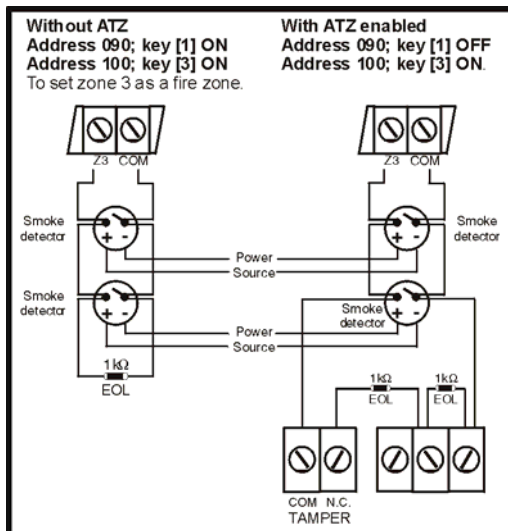 Without ATZ
Address 090; key [1] ON
Address 100; key [3] ON
To set zone 3 as a fire zone.
With ATZ enabled
Address 090; key [1] OFF
Address 100; key [3] ON.
Z3 COM
Z3 COM
Smoke
detector
+ -
Smoke
detector
+ -
Power
Source
Smoke
detector
+ -
Smoke
detector
+ -
Power
Source
1kΩ
EOL
1kΩ
EOL
1kΩ
EOL
COM N.C.
TAMPER